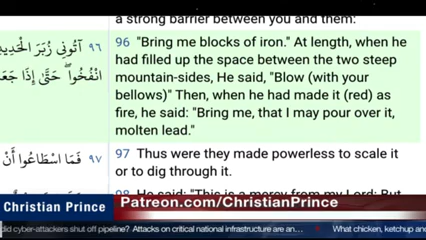 a strong barrier between you and them:
٩٦ آتُونِي زُبَرَ الْحَدِيدِ
96 "Bring me blocks of iron." At length, when he
had filled up the space between the two steep
انْفُخُوا ۖ حَتَّىٰ إِذَا جَعَ
mountain-sides, He said, "Blow (with your
bellows)" Then, when he had made it (red) as
fire, he said: "Bring me, that I may pour over it,
molten lead."
٩٧ فَمَا اسْطَاعُوا أَنْ
97 Thus were they made powerless to scale it
or to dig through it.
98 He said: "This is a mercy from my Lord: But
Christian Prince
Patreon.com/ChristianPrince
did cyber-attackers shut off pipeline? Attacks on critical national infrastructure are an...
What chicken, ketchup and